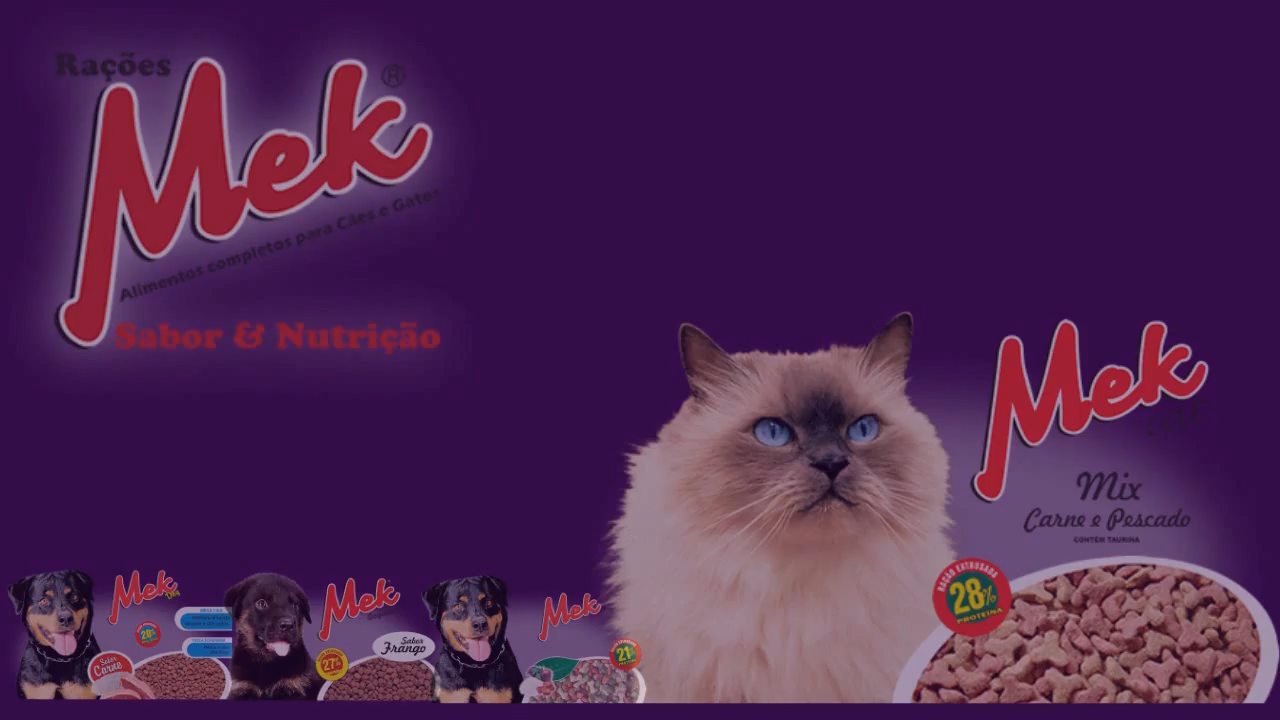 Rações
Mek®
Alimentos completos para Cães e Gatos
Sabor & Nutrição
Mek
Mix
Carne e Pescado
CONTÉM TAURINA
RAÇÃO EXTRUSADA
28%
PROTEÍNA
Mek
28%
Sabor
Carne
Mek
27%
Sabor
Frango
Mek
21%